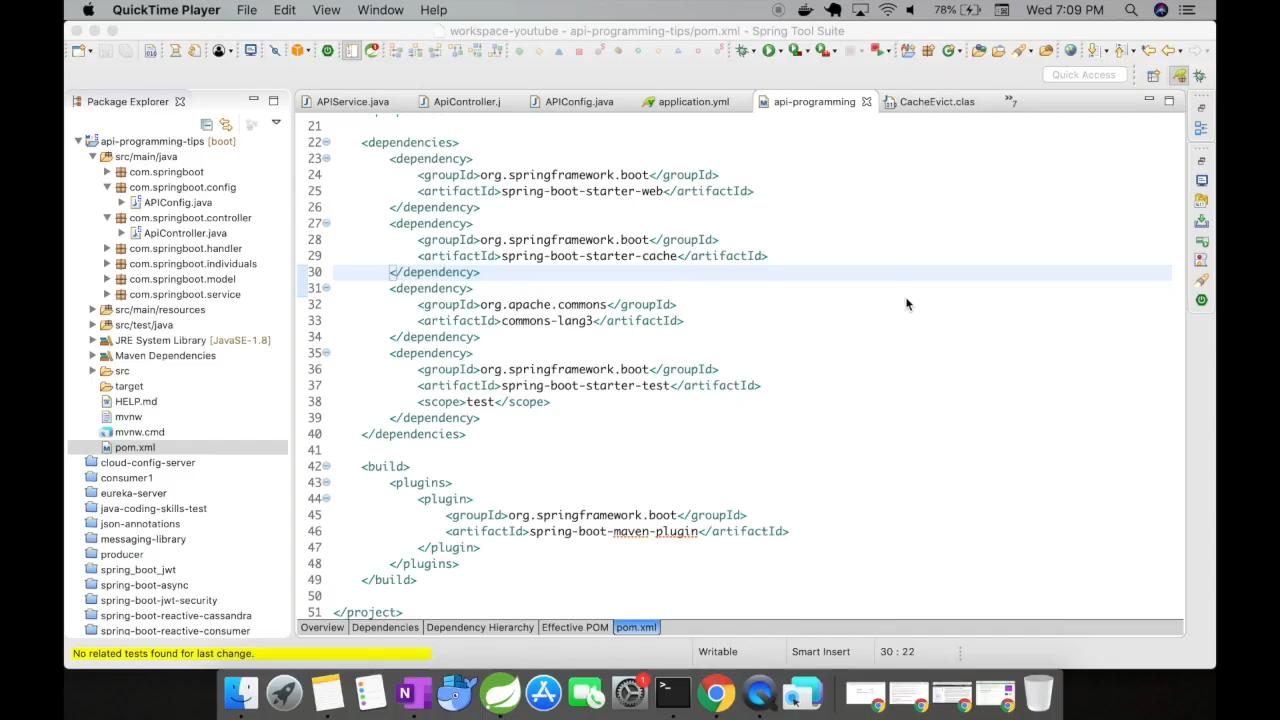 QuickTime Player File Edit View Window Help 78% Wed 7:09 PM
workspace-youtube - api-programming-tips/pom.xml - Spring Tool Suite
Quick Access
Package Explorer
APIService.java ApiController.j APIConfig.java application.yml api-programming CacheEvict.clas »7
api-programming-tips [boot]
src/main/java
com.springboot
com.springboot.config
APIConfig.java
com.springboot.controller
ApiController.java
com.springboot.handler
com.springboot.individuals
com.springboot.model
com.springboot.service
src/main/resources
src/test/java
JRE System Library [JavaSE-1.8]
Maven Dependencies
src
target
HELP.md
mvnw
mvnw.cmd
pom.xml
cloud-config-server
consumer1
eureka-server
java-coding-skills-test
json-annotations
messaging-library
producer
spring_boot_jwt
spring-boot-async
spring-boot-jwt-security
spring-boot-reactive-cassandra
spring-boot-reactive-consumer
21
22 <dependencies>
23 <dependency>
24 <groupId>org.springframework.boot</groupId>
25 <artifactId>spring-boot-starter-web</artifactId>
26 </dependency>
27 <dependency>
28 <groupId>org.springframework.boot</groupId>
29 <artifactId>spring-boot-starter-cache</artifactId>
30 </dependency>
31 <dependency>
32 <groupId>org.apache.commons</groupId>
33 <artifactId>commons-lang3</artifactId>
34 </dependency>
35 <dependency>
36 <groupId>org.springframework.boot</groupId>
37 <artifactId>spring-boot-starter-test</artifactId>
38 <scope>test</scope>
39 </dependency>
40 </dependencies>
41
42 <build>
43 <plugins>
44 <plugin>
45 <groupId>org.springframework.boot</groupId>
46 <artifactId>spring-boot-maven-plugin</artifactId>
47 </plugin>
48 </plugins>
49 </build>
50
51 </project>
Overview Dependencies Dependency Hierarchy Effective POM pom.xml
No related tests found for last change. Writable Smart Insert 30 : 22
N 1